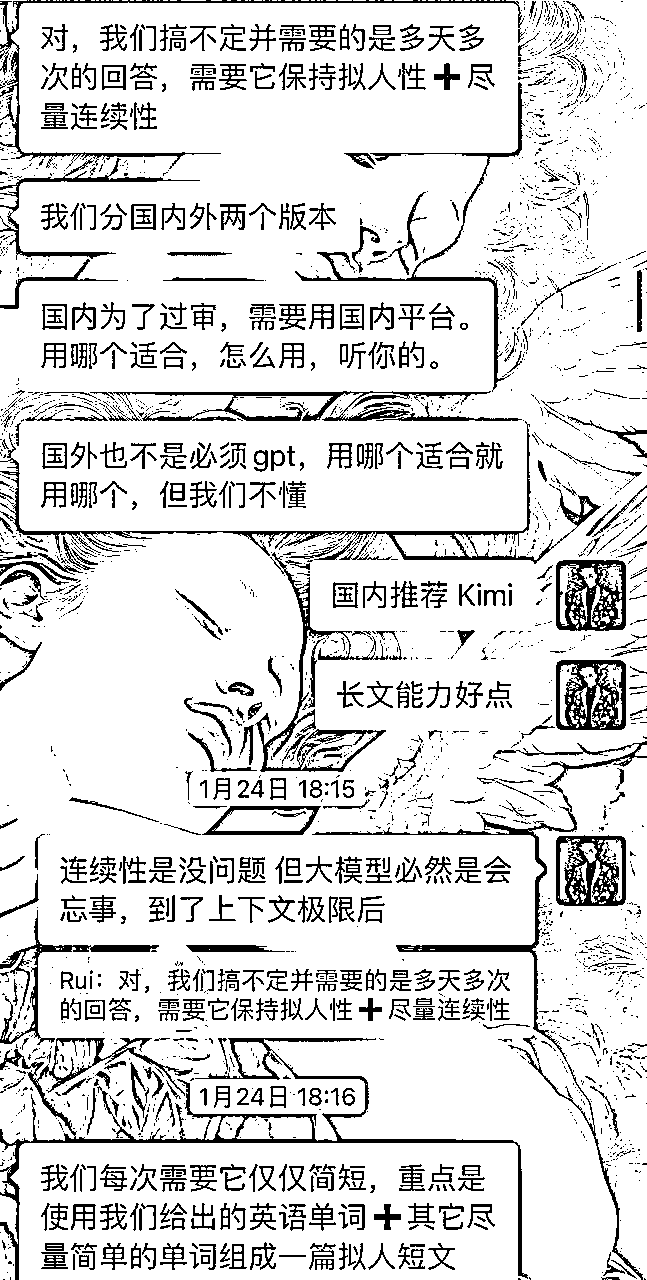 对，我们搞不定并需要的是多天多
次的回答，需要它保持拟人性➕尽
量连续性
我们分国内外两个版本
国内为了过审，需要用国内平台。
用哪个适合，怎么用，听你的。
国外也不是必须gpt，用哪个适合就
用哪个，但我们不懂
国内推荐 Kimi
长文能力好点
1月24日 18:15
连续性是没问题 但大模型必然是会
忘事，到了上下文极限后
Rui：对，我们搞不定并需要的是多天多次
的回答，需要它保持拟人性➕尽量连续性
1月24日 18:16
我们每次需要它仅仅简短，重点是
使用我们给出的英语单词➕其它尽
量简单的单词组成一篇拟人短文